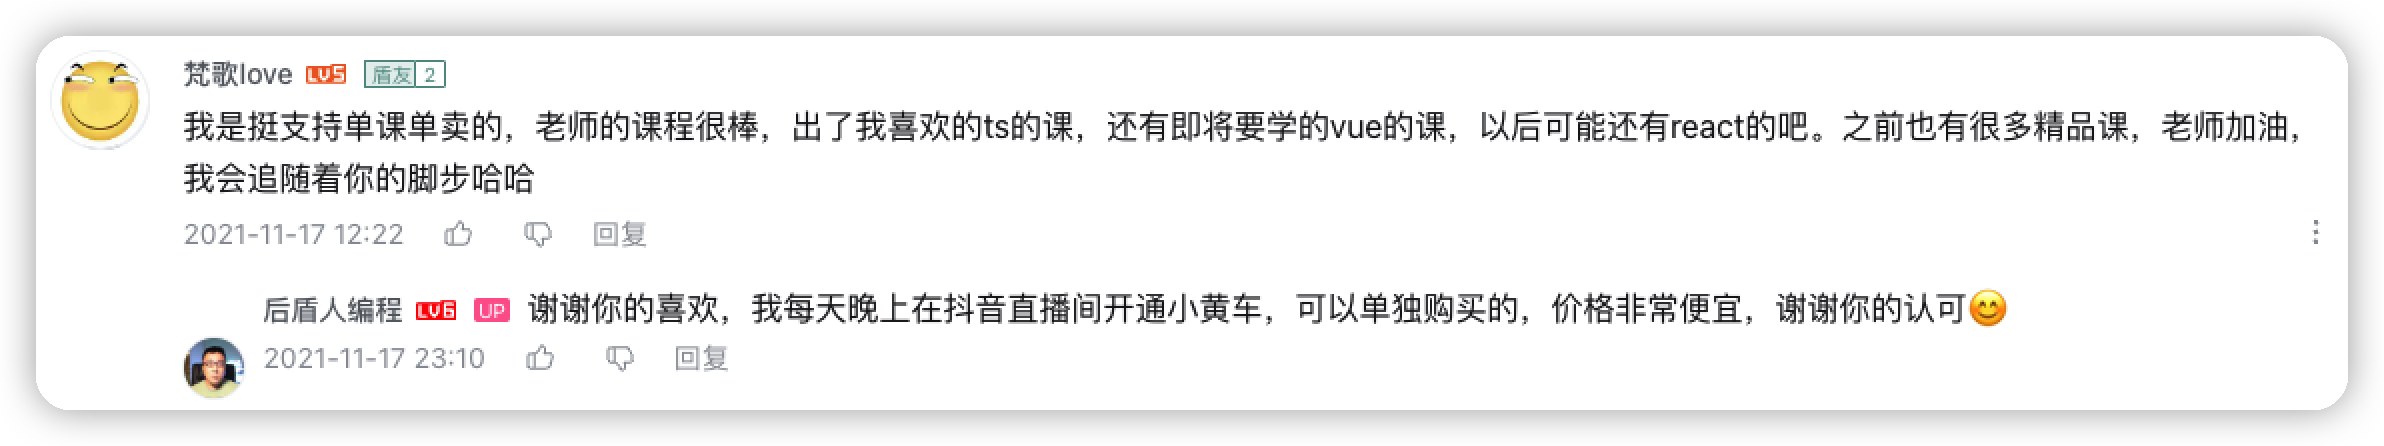 梵歌love LV5 盾友 2
我是挺支持单课单卖的，老师的课程很棒，出了我喜欢的ts的课，还有即将要学的vue的课，以后可能还有react的吧。之前也有很多精品课，老师加油，
我会追随着你的脚步哈哈
2021-11-17 12:22 回复
后盾人编程 LV6 UP 谢谢你的喜欢，我每天晚上在抖音直播间开通小黄车，可以单独购买的，价格非常便宜，谢谢你的认可😊
2021-11-17 23:10 回复